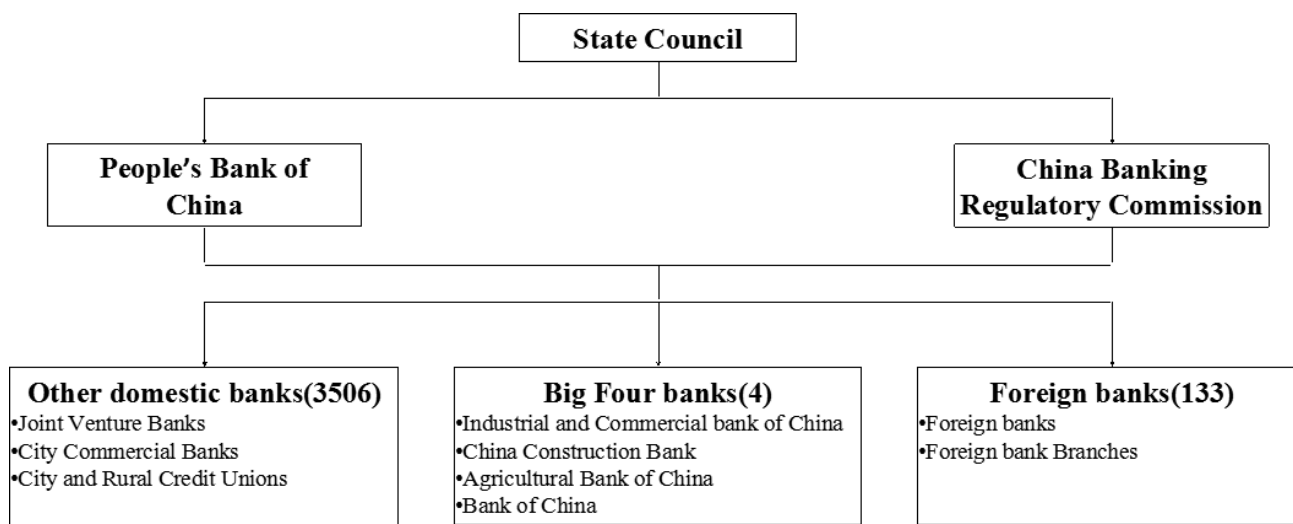 State Council
People's Bank of
China
China Banking
Regulatory Commission
Other domestic banks(3506)
•Joint Venture Banks
•City Commercial Banks
•City and Rural Credit Unions
Big Four banks(4)
•Industrial and Commercial bank of China
•China Construction Bank
•Agricultural Bank of China
•Bank of China
Foreign banks(133)
•Foreign banks
•Foreign bank Branches